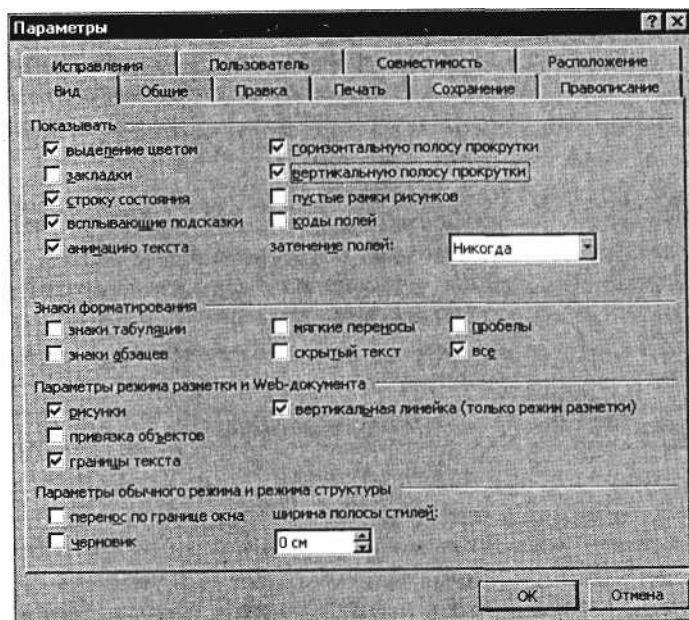 Параметры
Исправления Пользователь Совместимость Расположение
Вид Общие Правка Печать Сохранение Правописание
Показывать
выделение цветом горизонтальную полосу прокрутки
закладки вертикальную полосу прокрутки
строку состояния пустые рамки рисунков
всплывающие подсказки коды полей
анимацию текста затенение полей: Никогда
Знаки форматирования
знаки табуляции мягкие переносы пробелы
знаки абзацев скрытый текст все
Параметры режима разметки и Web-документа
рисунки вертикальная линейка (только режим разметки)
привязка объектов
границы текста
Параметры обычного режима и режима структуры
перенос по границе окна ширина полосы стилей:
черновик 0 см
OK Отмена